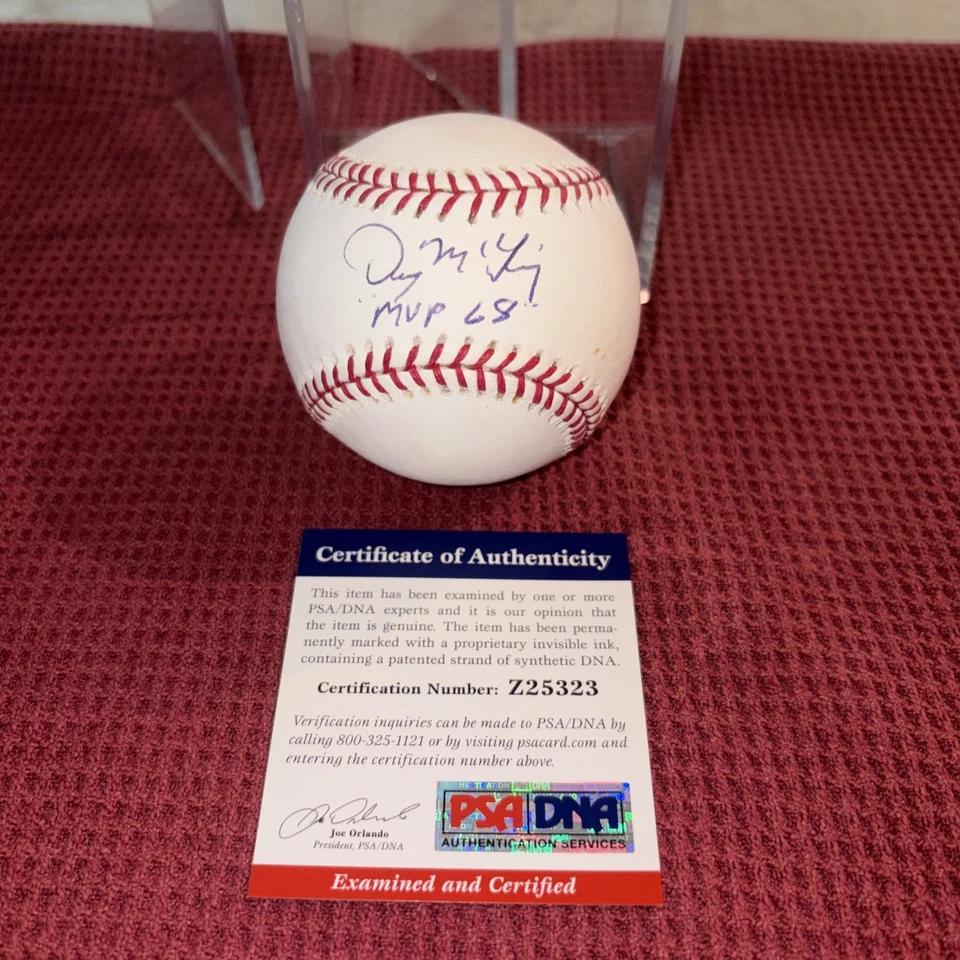 Denny McLain
"MVP 68"
Certificate of Authenticity
This item has been examined by one or more
PSA/DNA experts and it is our opinion that
the item is genuine. The item has been perma-
nently marked with a proprietary invisible ink,
containing a patented strand of synthetic DNA.
Certification Number: Z25323
Verification inquiries can be made to PSA/DNA by
calling 800-325-1121 or by visiting psacard.com and
entering the certification number above.
Joe Orlando
Joe Orlando
President, PSA/DNA
PSA DNA
AUTHENTICATION SERVICES
Examined and Certified